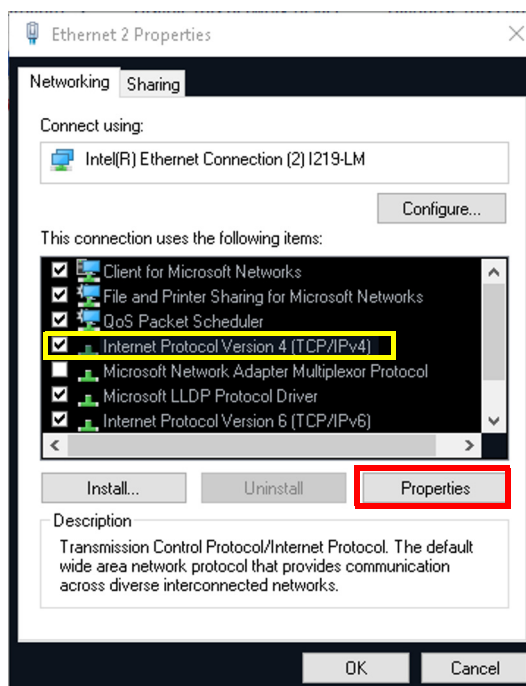 Ethernet 2 Properties
Networking
Sharing
Connect using:
Intel(R) Ethernet Connection (2) I219-LM
Configure...
This connection uses the following items:
Client for Microsoft Networks
File and Printer Sharing for Microsoft Networks
QoS Packet Scheduler
Internet Protocol Version 4 (TCP/IPv4)
Microsoft Network Adapter Multiplexor Protocol
Microsoft LLDP Protocol Driver
Internet Protocol Version 6 (TCP/IPv6)
Install...
Uninstall
Properties
Description
Transmission Control Protocol/Internet Protocol. The default
wide area network protocol that provides communication
across diverse interconnected networks.
OK
Cancel